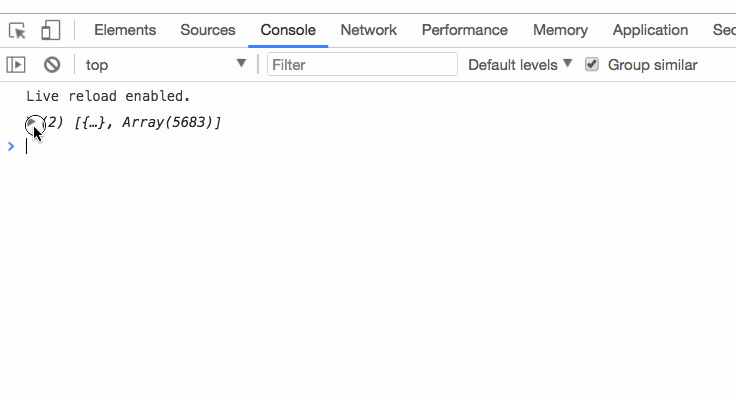 Elements Sources Console Network Performance Memory Application Sec
top Filter Default levels Group similar
Live reload enabled.
(2) [{…}, Array(5683)]